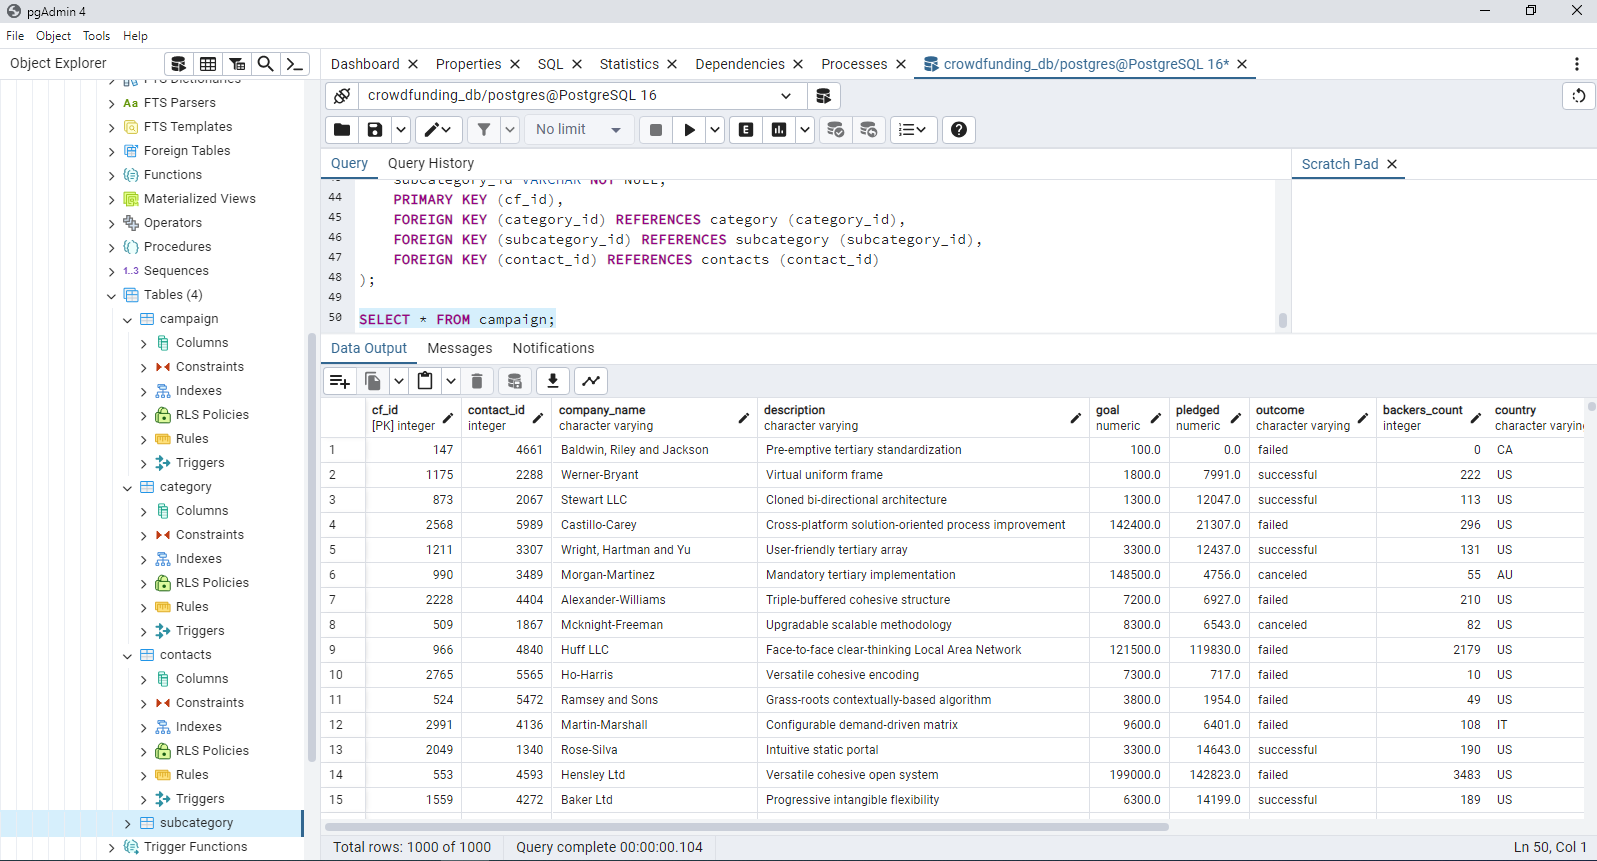 pgAdmin 4
File Object Tools Help
Object Explorer
Dashboard Properties SQL Statistics Dependencies Processes crowdfunding_db/postgres@PostgreSQL 16*
FTS Dictionaries
Aa FTS Parsers
FTS Templates
Foreign Tables
Functions
Materialized Views
Operators
Procedures
1..3 Sequences
Tables (4)
campaign
Columns
Constraints
Indexes
RLS Policies
Rules
Triggers
category
Columns
Constraints
Indexes
RLS Policies
Rules
Triggers
contacts
Columns
Constraints
Indexes
RLS Policies
Rules
Triggers
subcategory
Trigger Functions
crowdfunding_db/postgres@PostgreSQL 16
No limit
E
Query Query History
Scratch Pad
subcategory_id VARCHAR NOT NULL,
44 PRIMARY KEY (cf_id),
45 FOREIGN KEY (category_id) REFERENCES category (category_id),
46 FOREIGN KEY (subcategory_id) REFERENCES subcategory (subcategory_id),
47 FOREIGN KEY (contact_id) REFERENCES contacts (contact_id)
48 );
49
50 SELECT * FROM campaign;
Data Output Messages Notifications
cf_id contact_id company_name description goal pledged outcome backers_count country
[PK] integer integer character varying character varying numeric numeric character varying integer character varying
1 147 4661 Baldwin, Riley and Jackson Pre-emptive tertiary standardization 100.0 0.0 failed 0 CA
2 1175 2288 Werner-Bryant Virtual uniform frame 1800.0 7991.0 successful 222 US
3 873 2067 Stewart LLC Cloned bi-directional architecture 1300.0 12047.0 successful 113 US
4 2568 5989 Castillo-Carey Cross-platform solution-oriented process improvement 142400.0 21307.0 failed 296 US
5 1211 3307 Wright, Hartman and Yu User-friendly tertiary array 3300.0 12437.0 successful 131 US
6 990 3489 Morgan-Martinez Mandatory tertiary implementation 148500.0 4756.0 canceled 55 AU
7 2228 4404 Alexander-Williams Triple-buffered cohesive structure 7200.0 6927.0 failed 210 US
8 509 1867 Mcknight-Freeman Upgradable scalable methodology 8300.0 6543.0 canceled 82 US
9 966 4840 Huff LLC Face-to-face clear-thinking Local Area Network 121500.0 119830.0 failed 2179 US
10 2765 5565 Ho-Harris Versatile cohesive encoding 7300.0 717.0 failed 10 US
11 524 5472 Ramsey and Sons Grass-roots contextually-based algorithm 3800.0 1954.0 failed 49 US
12 2991 4136 Martin-Marshall Configurable demand-driven matrix 9600.0 6401.0 failed 108 IT
13 2049 1340 Rose-Silva Intuitive static portal 3300.0 14643.0 successful 190 US
14 553 4593 Hensley Ltd Versatile cohesive open system 199000.0 142823.0 failed 3483 US
15 1559 4272 Baker Ltd Progressive intangible flexibility 6300.0 14199.0 successful 189 US
Total rows: 1000 of 1000 Query complete 00:00:00.104 Ln 50, Col 1